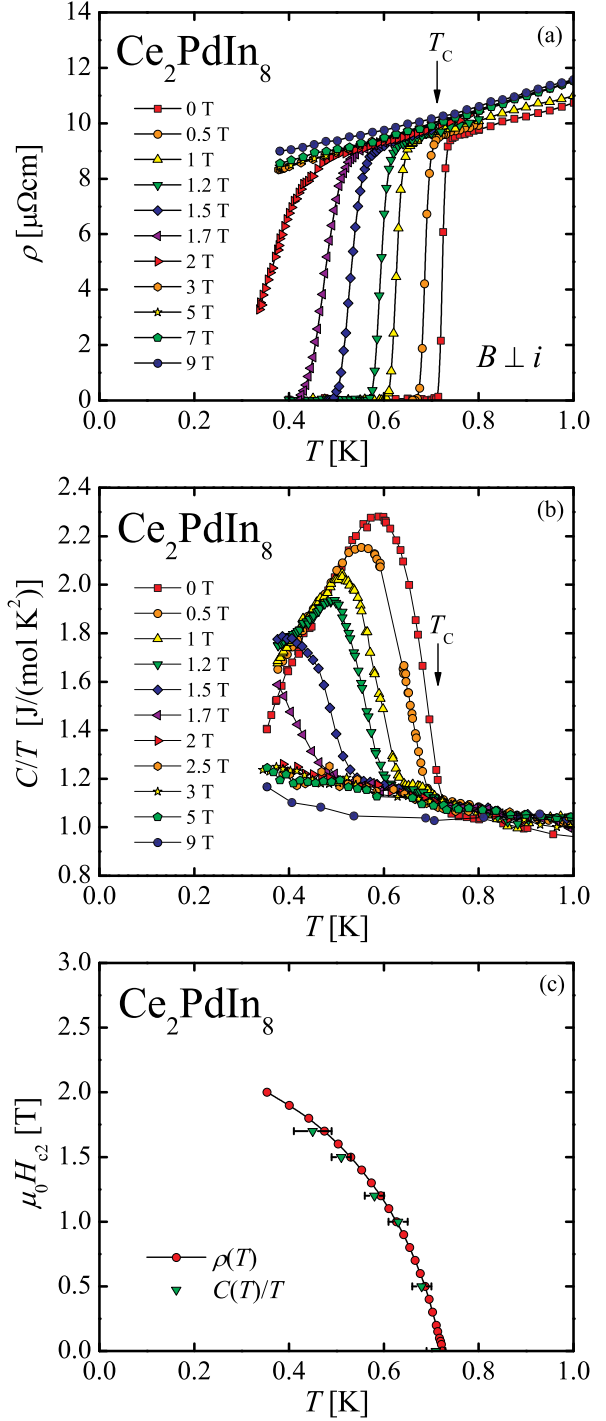 (a)
Ce₂PdIn₈
T_C
0 T
0.5 T
1 T
1.2 T
1.5 T
1.7 T
2 T
3 T
5 T
7 T
9 T
B ⊥ i
14
12
10
8
6
4
2
0
ρ [μΩcm]
0.0 0.2 0.4 0.6 0.8 1.0
T [K]
(b)
Ce₂PdIn₈
0 T
0.5 T
1 T
1.2 T
1.5 T
1.7 T
2 T
2.5 T
3 T
5 T
9 T
T_C
2.4
2.2
2.0
1.8
1.6
1.4
1.2
1.0
0.8
C/T [J/(mol K²)]
0.0 0.2 0.4 0.6 0.8 1.0
T [K]
(c)
Ce₂PdIn₈
3.0
2.5
2.0
1.5
1.0
0.5
0.0
μ₀H_c2 [T]
ρ(T)
C(T)/T
0.0 0.2 0.4 0.6 0.8 1.0
T [K]